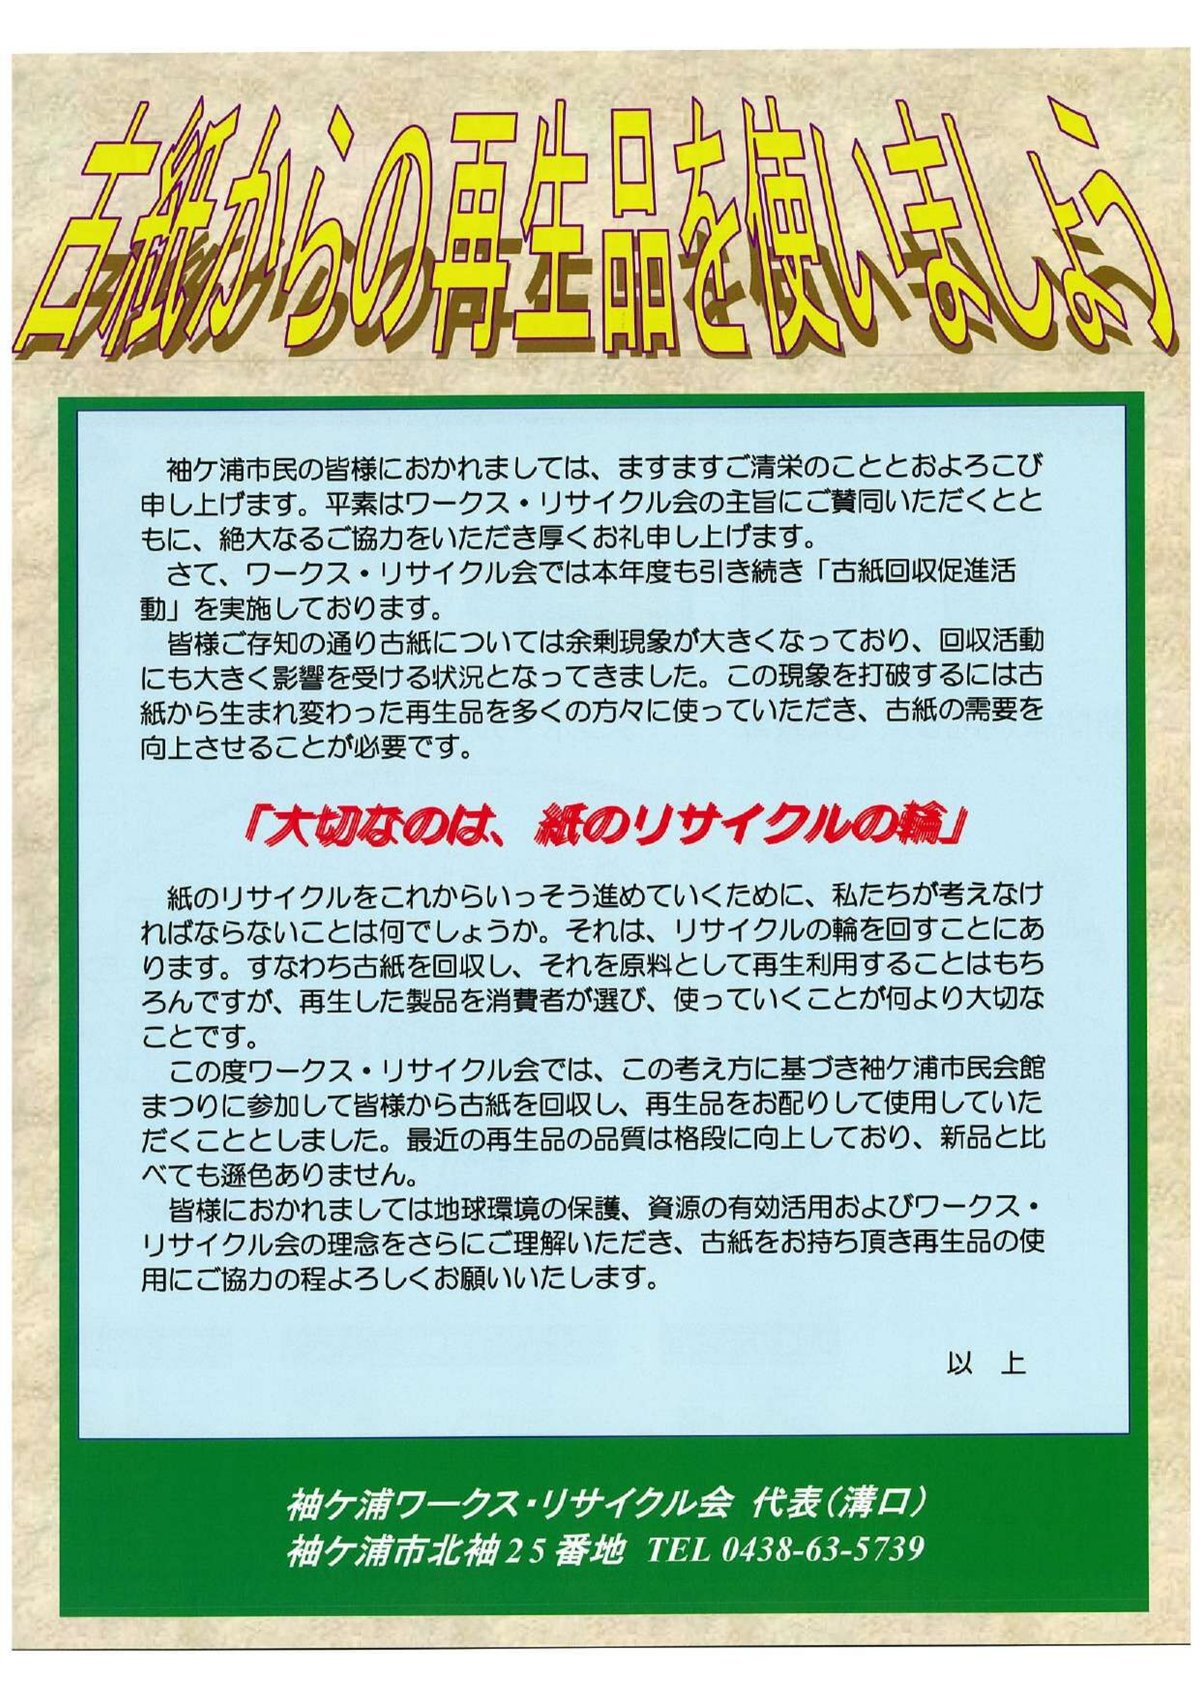 古紙からの再生品を使いましょう
袖ケ浦市民の皆様におかれましては、ますますご清栄のこととおよろこび
申し上げます。平素はワークス・リサイクル会の主旨にご賛同いただくとと
もに、絶大なるご協力をいただき厚くお礼申し上げます。
さて、ワークス・リサイクル会では本年度も引き続き「古紙回収促進活
動」を実施しております。
皆様ご存知の通り古紙については余剰現象が大きくなっており、回収活動
にも大きく影響を受ける状況となってきました。この現象を打破するには古
紙から生まれ変わった再生品を多くの方々に使っていただき、古紙の需要を
向上させることが必要です。
「大切なのは、紙のリサイクルの輪」
紙のリサイクルをこれからいっそう進めていくために、私たちが考えなけ
ればならないことは何でしょうか。それは、リサイクルの輪を回すことにあ
ります。すなわち古紙を回収し、それを原料として再生利用することはもち
ろんですが、再生した製品を消費者が選び、使っていくことが何より大切な
ことです。
この度ワークス・リサイクル会では、この考え方に基づき袖ケ浦市民会館
まつりに参加して皆様から古紙を回収し、再生品をお配りして使用していた
だくこととしました。最近の再生品の品質は格段に向上しており、新品と比
べても遜色ありません。
皆様におかれましては地球環境の保護、資源の有効活用およびワークス・
リサイクル会の理念をさらにご理解いただき、古紙をお持ち頂き再生品の使
用にご協力の程よろしくお願いいたします。
以　上
袖ケ浦ワークス・リサイクル会 代表(溝口)
袖ケ浦市北袖25番地 TEL 0438-63-5739